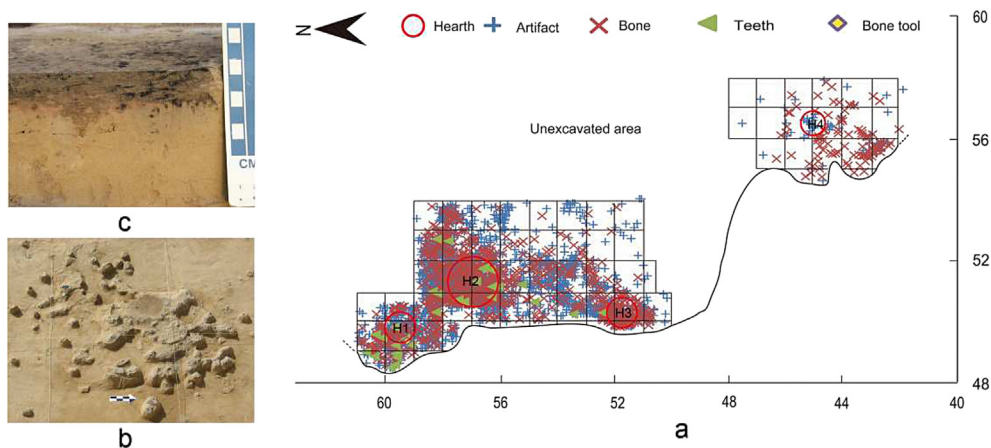 CM
c
b
N
Hearth
Artifact
Bone
Teeth
Bone tool
Unexcavated area
H1
H2
H3
H4
60
56
52
48
40
60
56
52
48
44
40
a